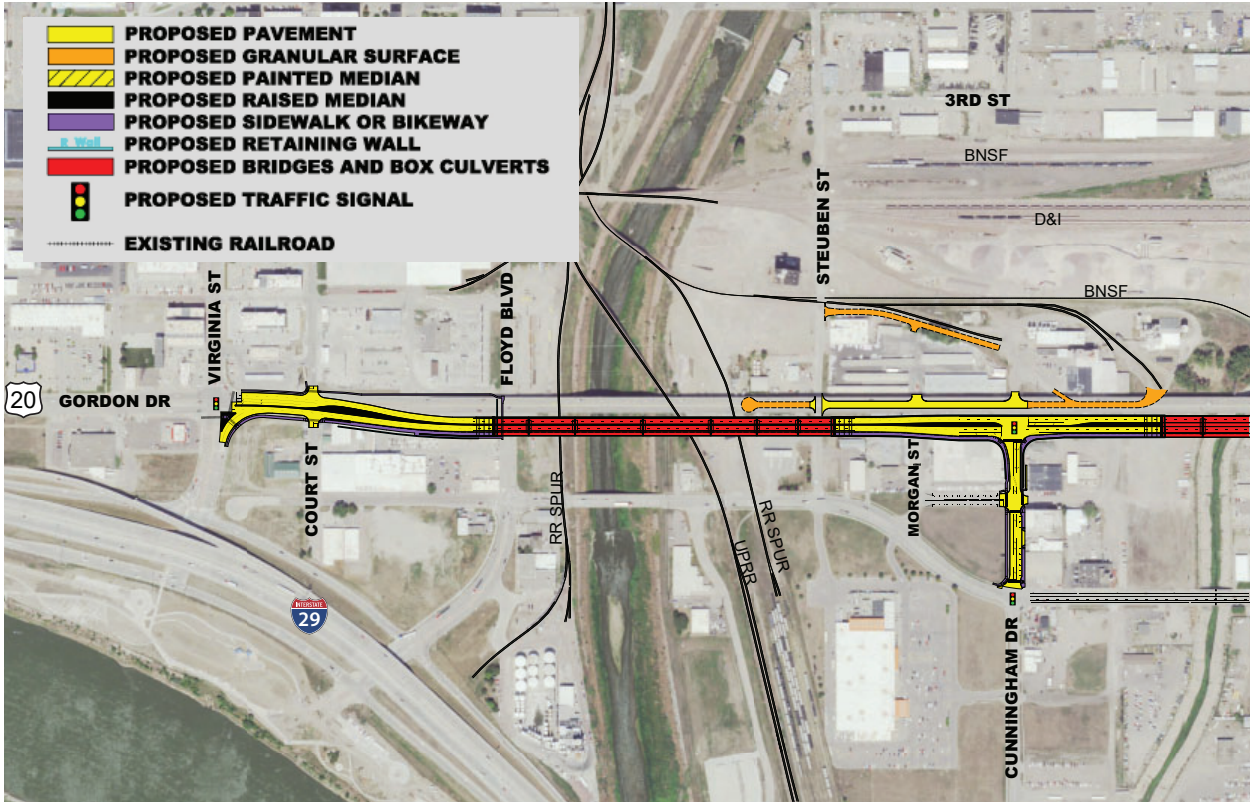 PROPOSED PAVEMENT
PROPOSED GRANULAR SURFACE
PROPOSED PAINTED MEDIAN
PROPOSED RAISED MEDIAN
PROPOSED SIDEWALK OR BIKEWAY
R Wall PROPOSED RETAINING WALL
PROPOSED BRIDGES AND BOX CULVERTS
PROPOSED TRAFFIC SIGNAL
EXISTING RAILROAD
3RD ST
BNSF
D&I
STEUBEN ST
BNSF
VIRGINIA ST
FLOYD BLVD
20
GORDON DR
COURT ST
RR SPUR
UPRR
RR SPUR
MORGAN ST
INTERSTATE
29
CUNNINGHAM DR